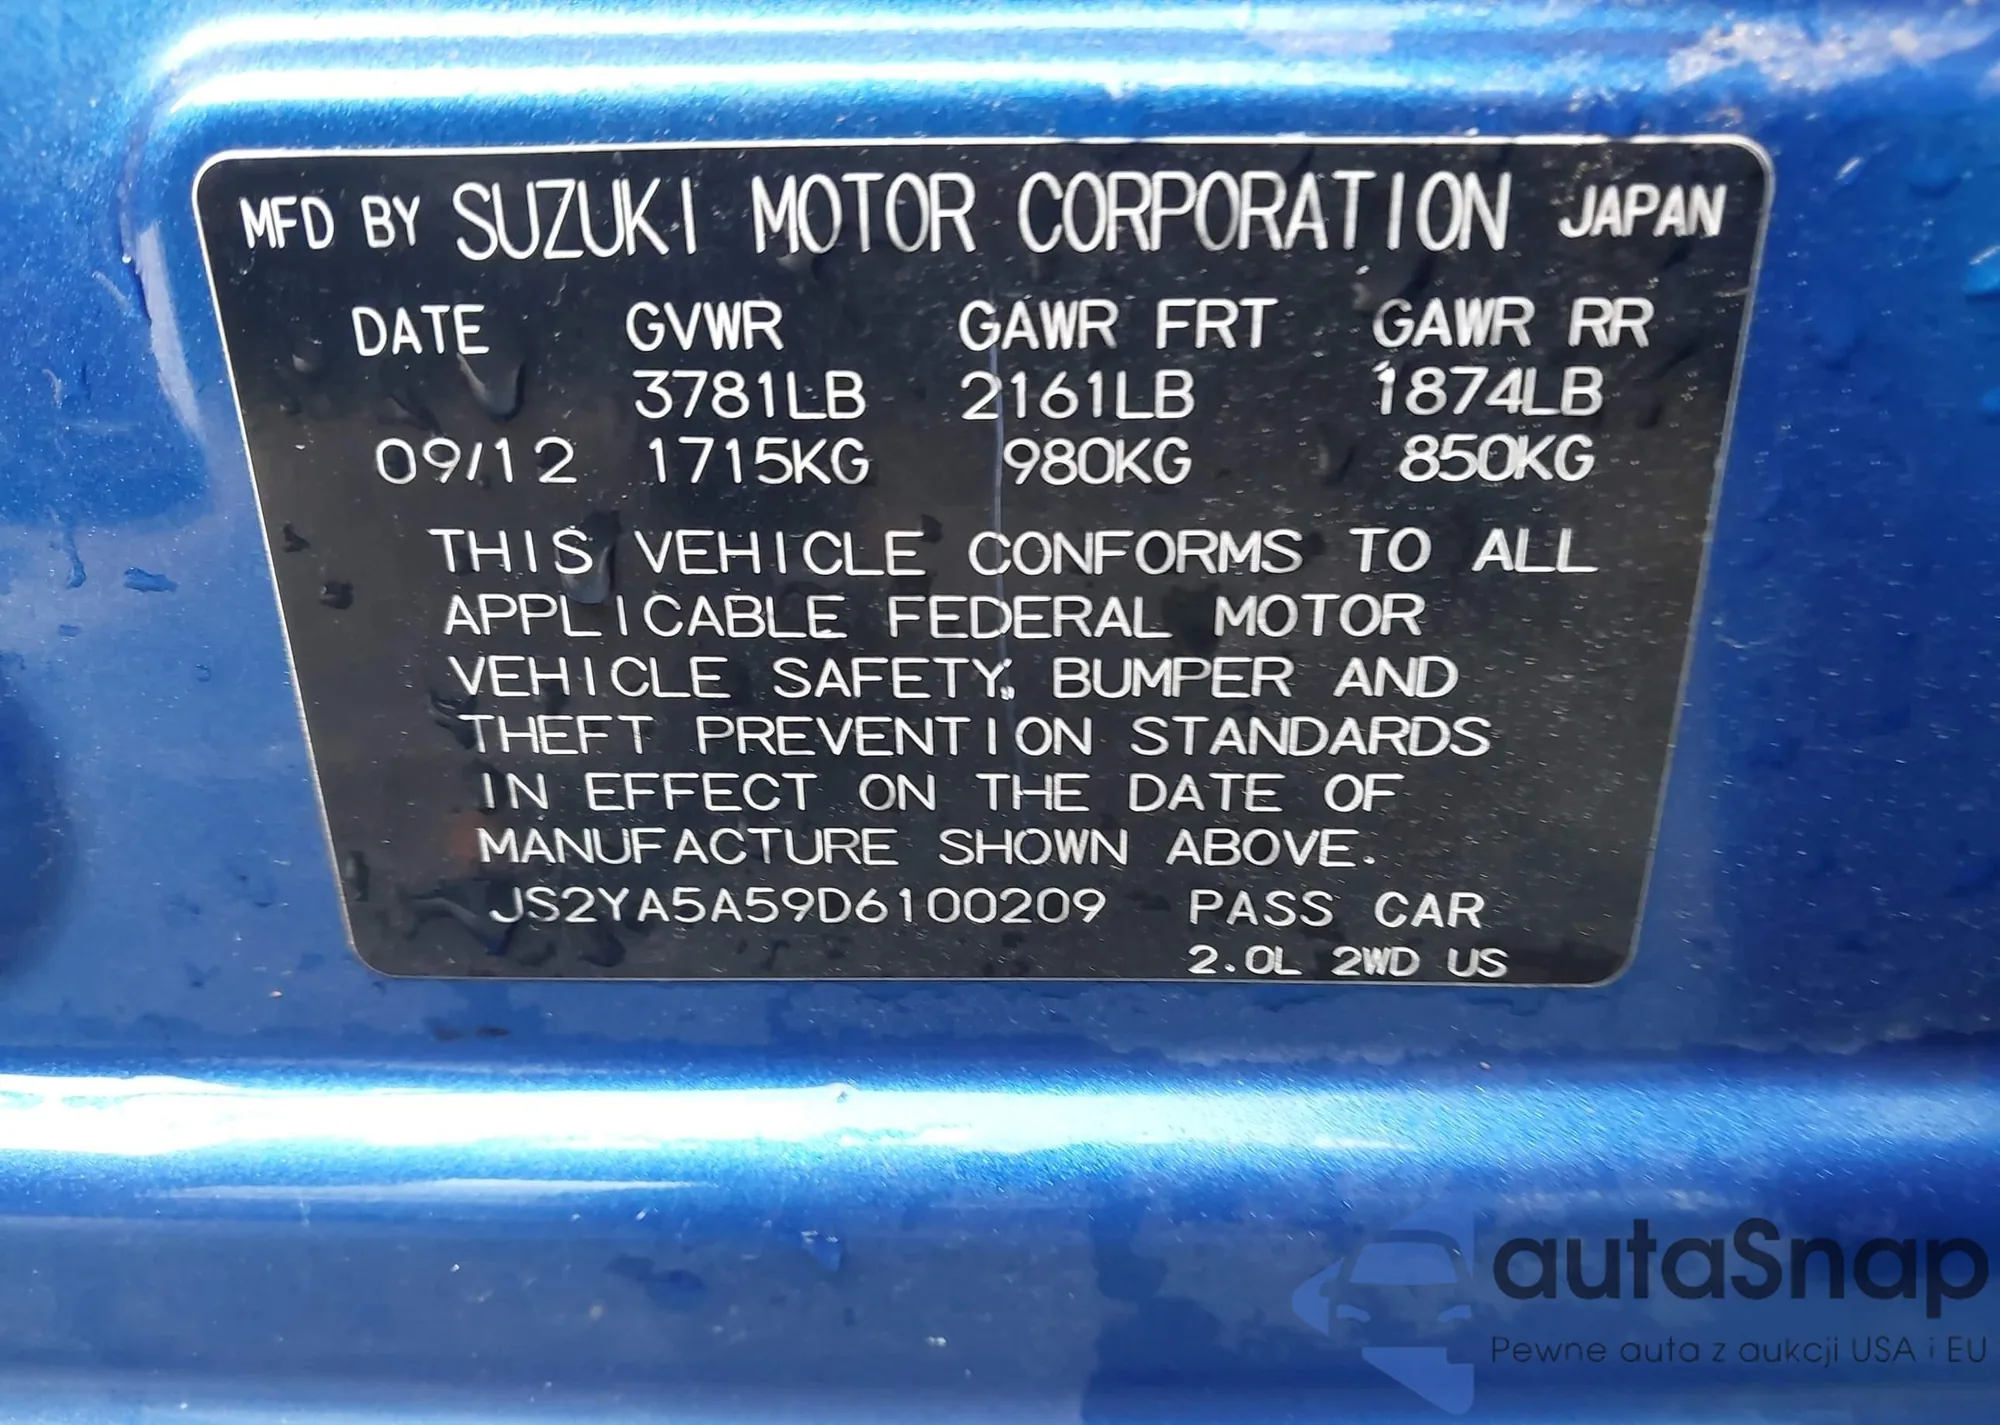 MFD BY SUZUKI MOTOR CORPORATION JAPAN
DATE GVWR GAWR FRT GAWR RR
3781LB 2161LB 1874LB
09/12 1715KG 980KG 850KG
THIS VEHICLE CONFORMS TO ALL
APPLICABLE FEDERAL MOTOR
VEHICLE SAFETY, BUMPER AND
THEFT PREVENTION STANDARDS
IN EFFECT ON THE DATE OF
MANUFACTURE SHOWN ABOVE.
JS2YA5A59D6100209 PASS CAR
2.0L 2WD US
autaSnap
Pewne auta z aukcji USA i EU